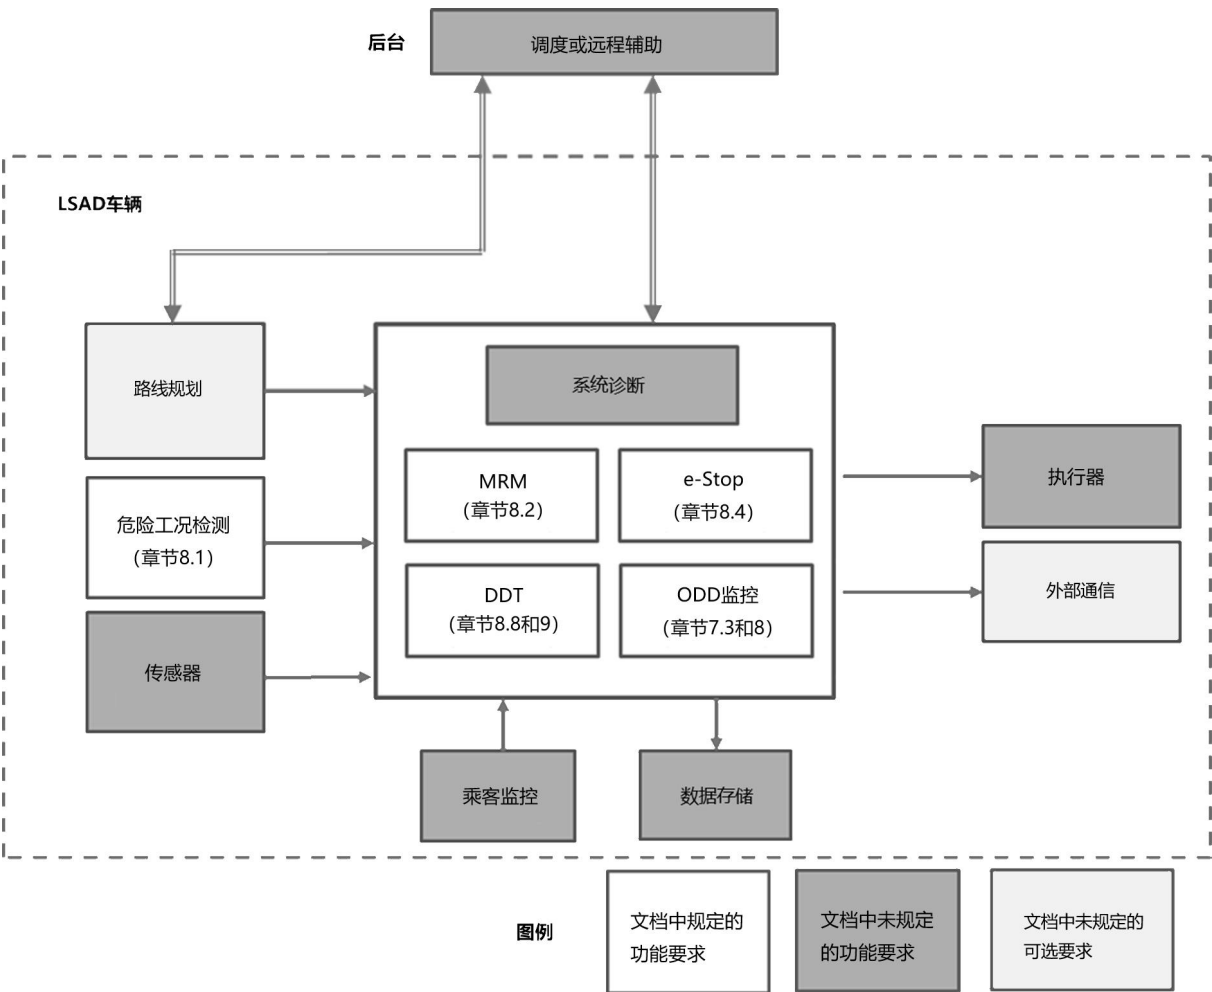 后台
调度或远程辅助
LSAD车辆
路线规划
系统诊断
MRM
(章节8.2)
e-Stop
(章节8.4)
执行器
危险工况检测
(章节8.1)
DDT
(章节8.8和9)
ODD监控
(章节7.3和8)
外部通信
传感器
乘客监控
数据存储
图例
文档中规定的
功能要求
文档中未规定
的功能要求
文档中未规定的
可选要求